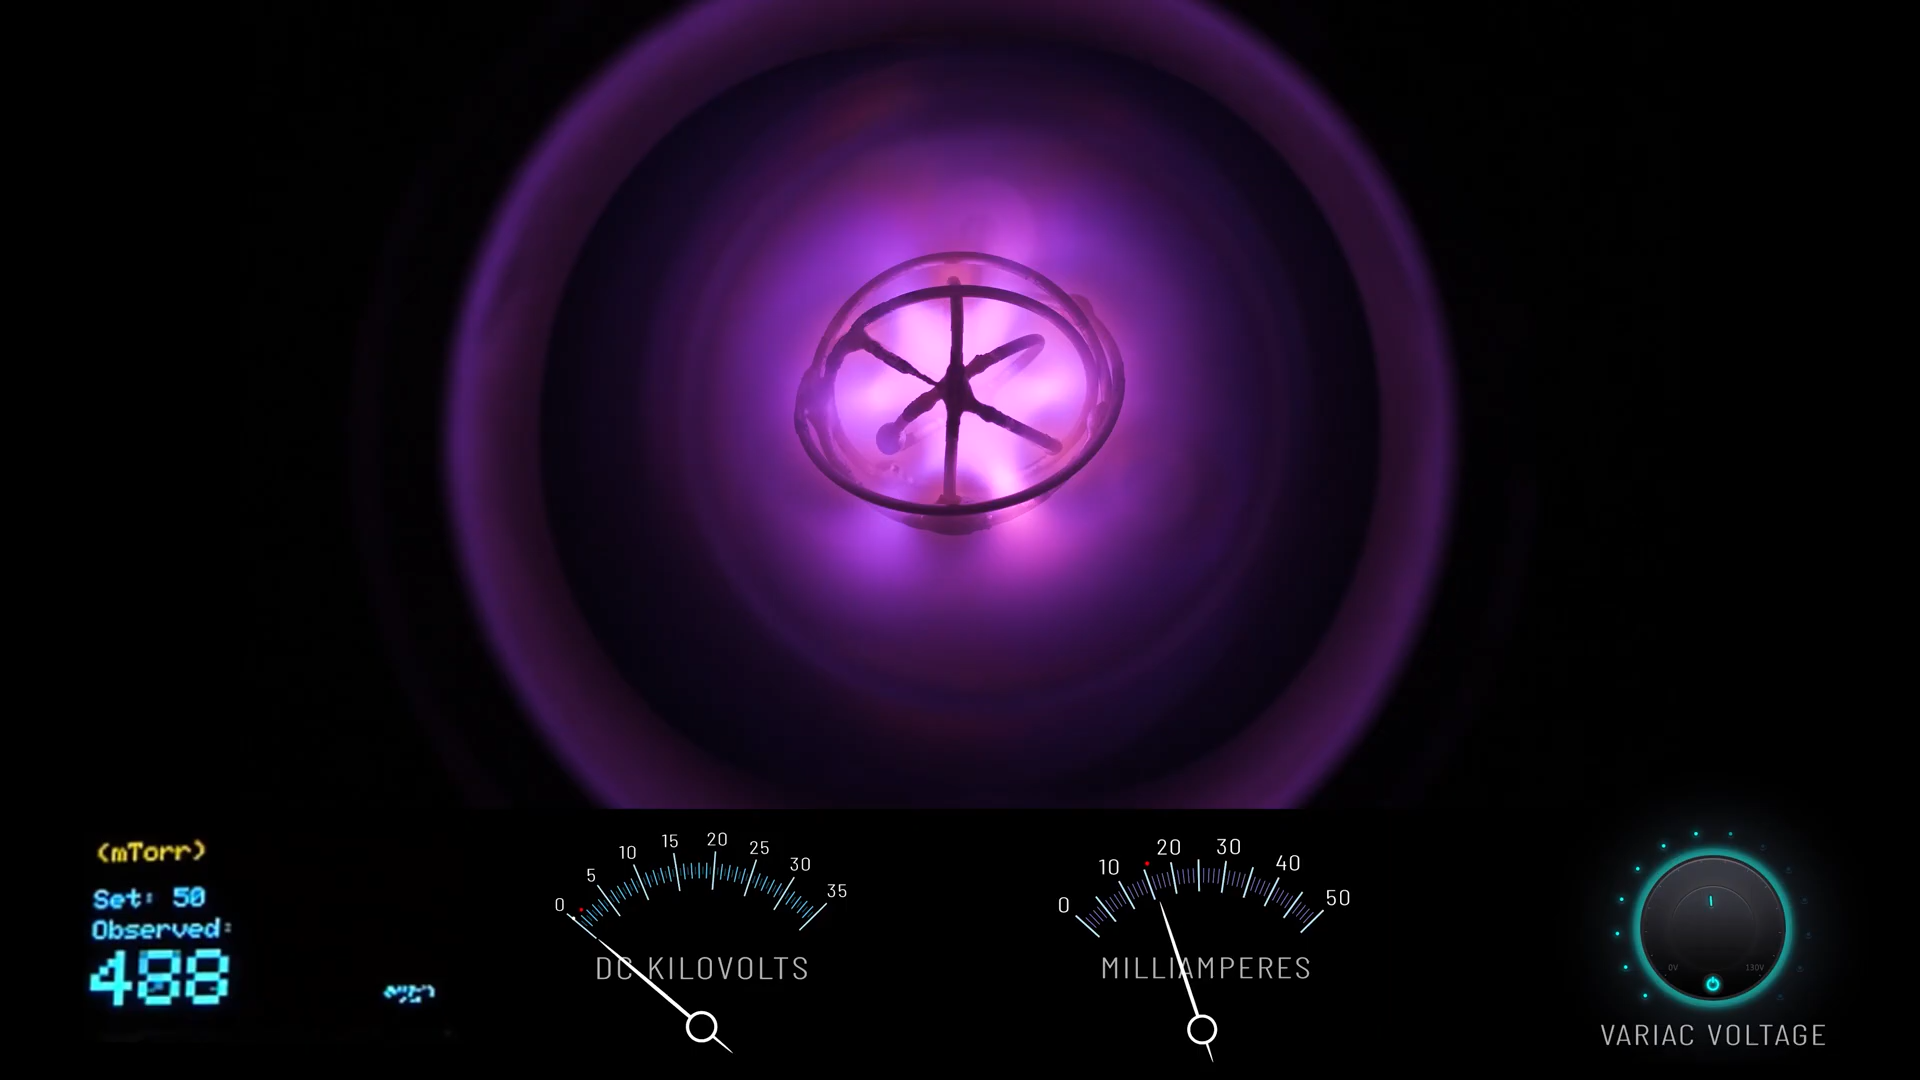 (mTorr)
Set: 50
Observed:
488
0 5 10 15 20 25 30 35
DC KILOVOLTS
0 10 20 30 40 50
MILLIAMPERES
0V 130V
VARIAC VOLTAGE